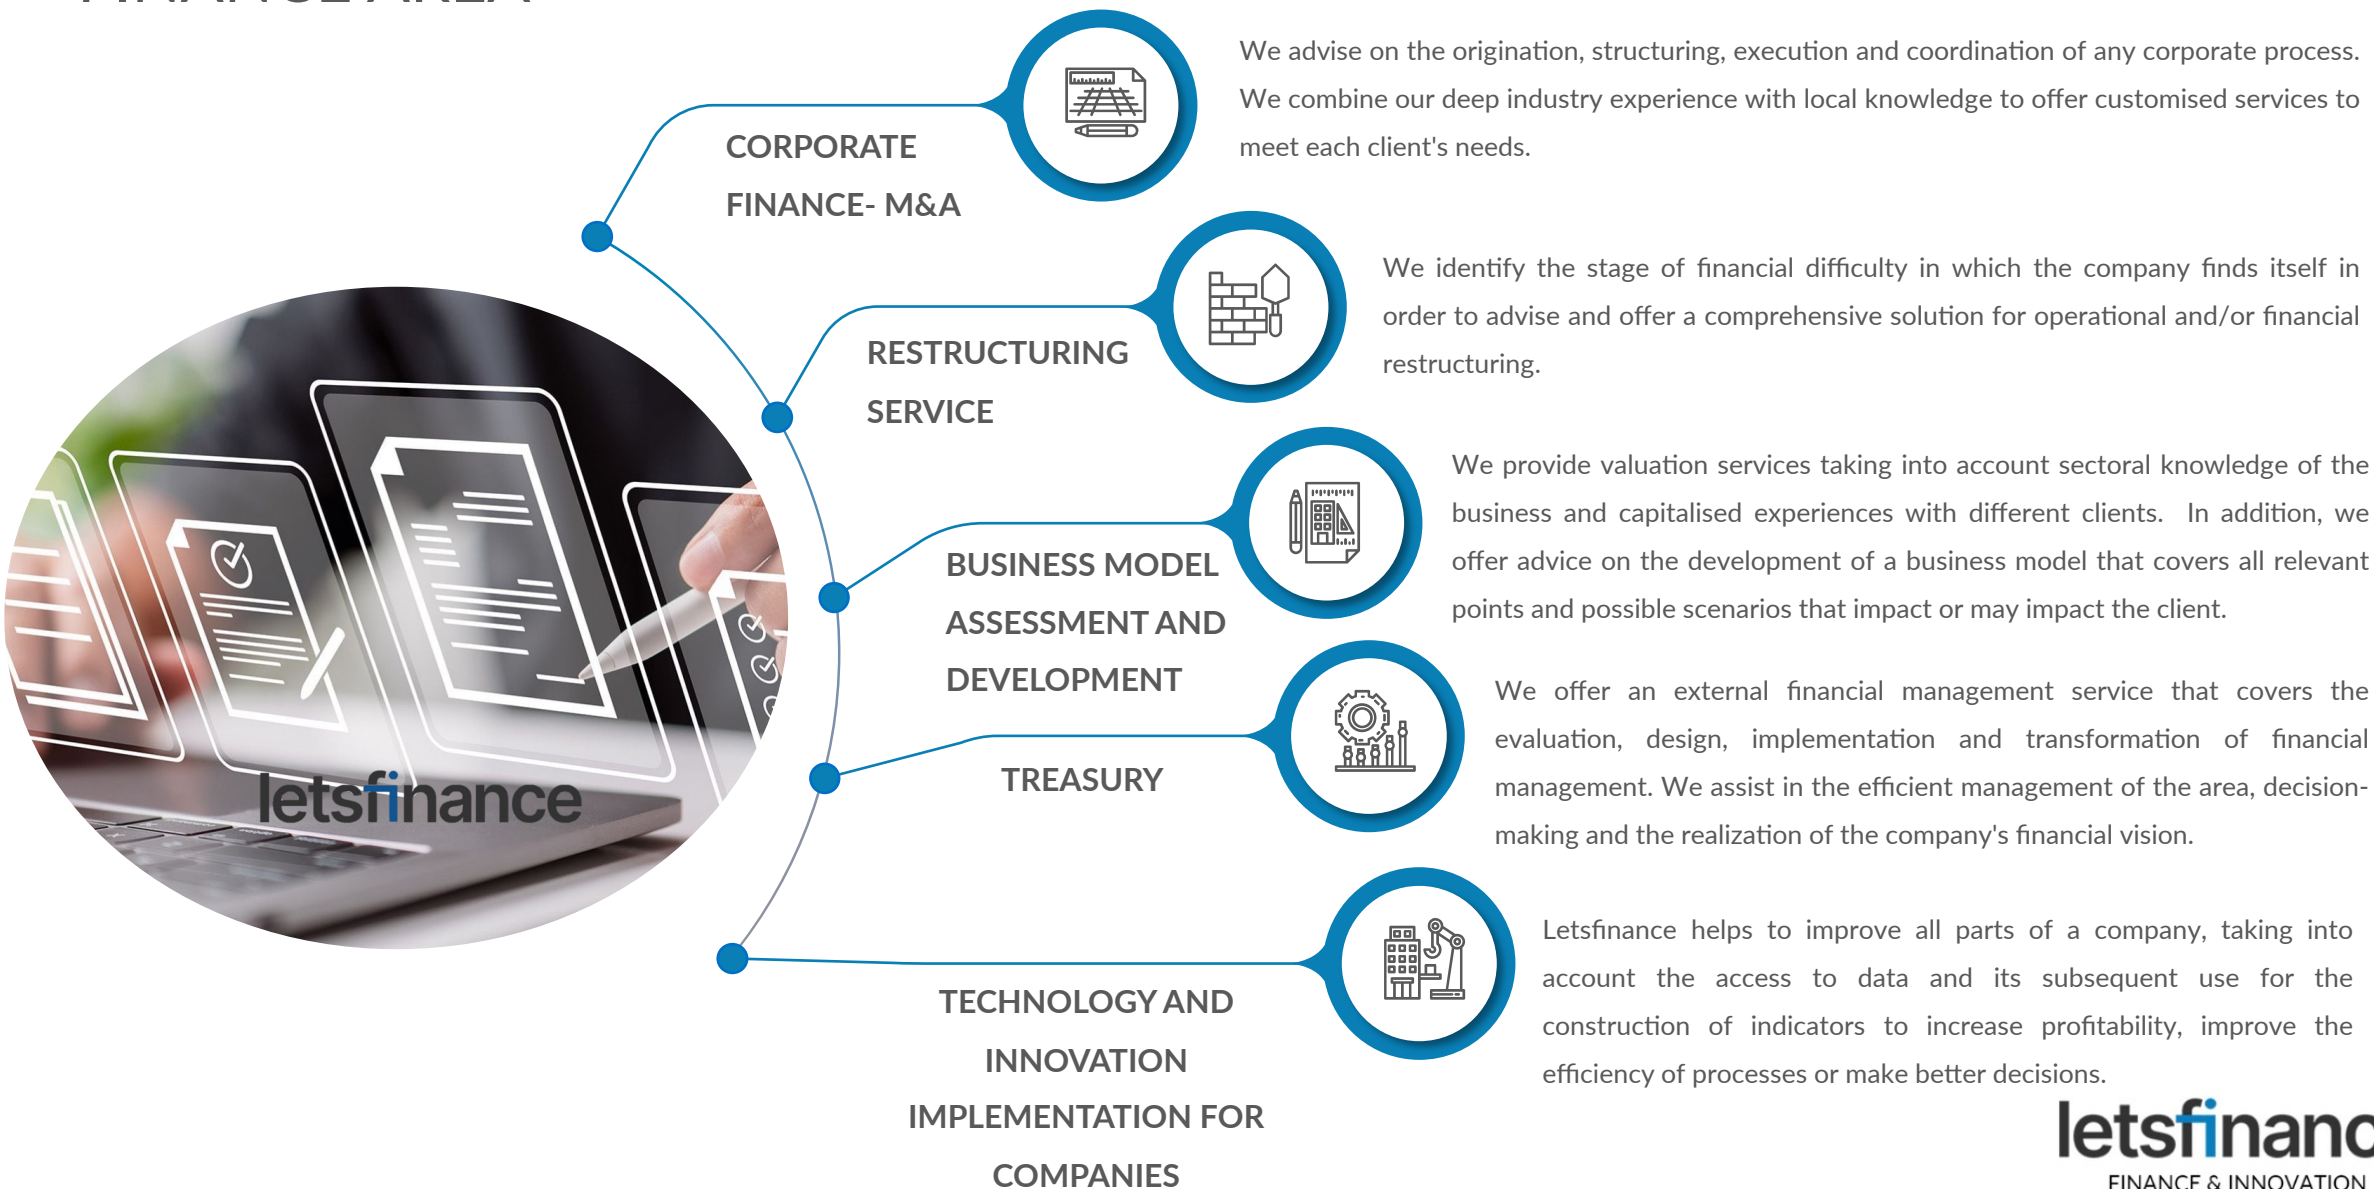 FINANCE AREA
CORPORATE
FINANCE- M&A
We advise on the origination, structuring, execution and coordination of any corporate process.
We combine our deep industry experience with local knowledge to offer customised services to
meet each client's needs.
RESTRUCTURING
SERVICE
We identify the stage of financial difficulty in which the company finds itself in
order to advise and offer a comprehensive solution for operational and/or financial
restructuring.
BUSINESS MODEL
ASSESSMENT AND
DEVELOPMENT
We provide valuation services taking into account sectoral knowledge of the
business and capitalised experiences with different clients. In addition, we
offer advice on the development of a business model that covers all relevant
points and possible scenarios that impact or may impact the client.
TREASURY
We offer an external financial management service that covers the
evaluation, design, implementation and transformation of financial
management. We assist in the efficient management of the area, decision-
making and the realization of the company's financial vision.
letsfinance
TECHNOLOGY AND
INNOVATION
IMPLEMENTATION FOR
COMPANIES
Letsfinance helps to improve all parts of a company, taking into
account the access to data and its subsequent use for the
construction of indicators to increase profitability, improve the
efficiency of processes or make better decisions.
letsfinanc
FINANCE & INNOVATION